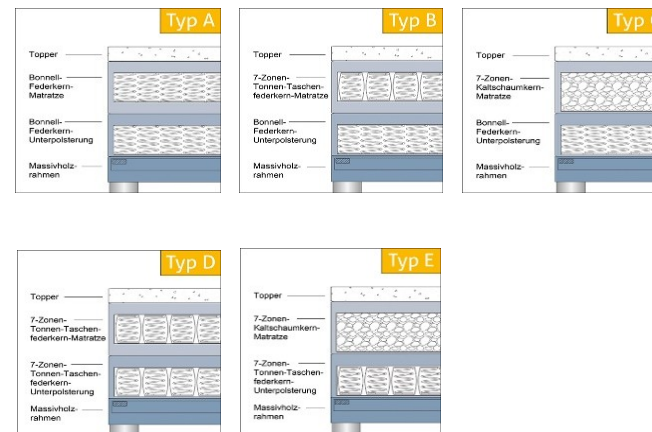 Typ A
Topper
Bonnell-
Federkern-
Matratze
Bonnell-
Federkern-
Unterpolsterung
Massivholz-
rahmen
Typ B
Topper
7-Zonen-
Tonnen-Taschen-
federkern-Matratze
Bonnell-
Federkern-
Unterpolsterung
Massivholz-
rahmen
Typ
Topper
7-Zonen-
Kaltschaumkern-
Matratze
Bonnell-
Federkern-
Unterpolsterung
Massivholz-
rahmen
Typ D
Topper
7-Zonen-
Tonnen-Taschen-
federkern-Matratze
7-Zonen-
Tonnen-Taschen-
federkern-
Unterpolsterung
Massivholz-
rahmen
Typ E
Topper
7-Zonen-
Kaltschaumkern-
Matratze
7-Zonen-
Tonnen-Taschen-
federkern-
Unterpolsterung
Massivholz-
rahmen